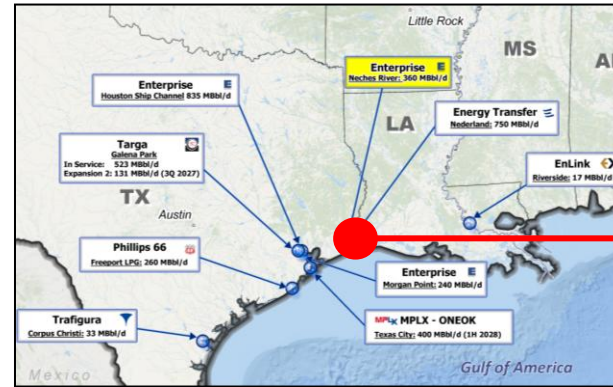 Little Rock
MS
Enterprise
Neches River: 360 MBbl/d
Enterprise
Houston Ship Channel 835 MBbl/d
LA
Energy Transfer
Nederland: 750 MBbl/d
Targa
Galena Park
In Service: 523 MBbl/d
Expansion 2: 131 MBbl/d (3Q 2027)
EnLink
Riverside: 17 MBbl/d
TX
Austin
Phillips 66
Freeport LPG: 260 MBbl/d
Enterprise
Morgan Point: 240 MBbl/d
Trafigura
Corpus Christi: 33 MBbl/d
MPLX - ONEOK
Texas City: 400 MBbl/d (1H 2028)
Mexico
Gulf of America